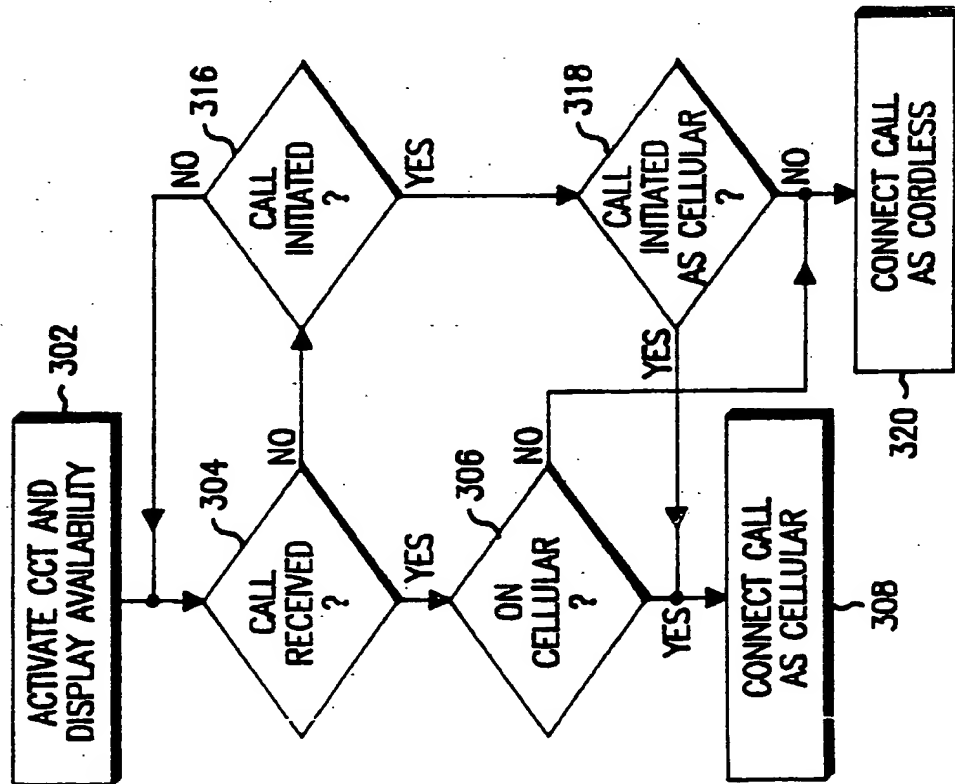 ACTIVATE CCT AND
DISPLAY AVAILABILITY
302
CALL
RECEIVED
?
304
NO
YES
CALL
INITIATED
?
316
NO
YES
ON
CELLULAR
?
306
NO
YES
CALL
INITIATED
AS CELLULAR
?
318
YES
NO
CONNECT CALL
AS CELLULAR
308
CONNECT CALL
AS CORDLESS
320